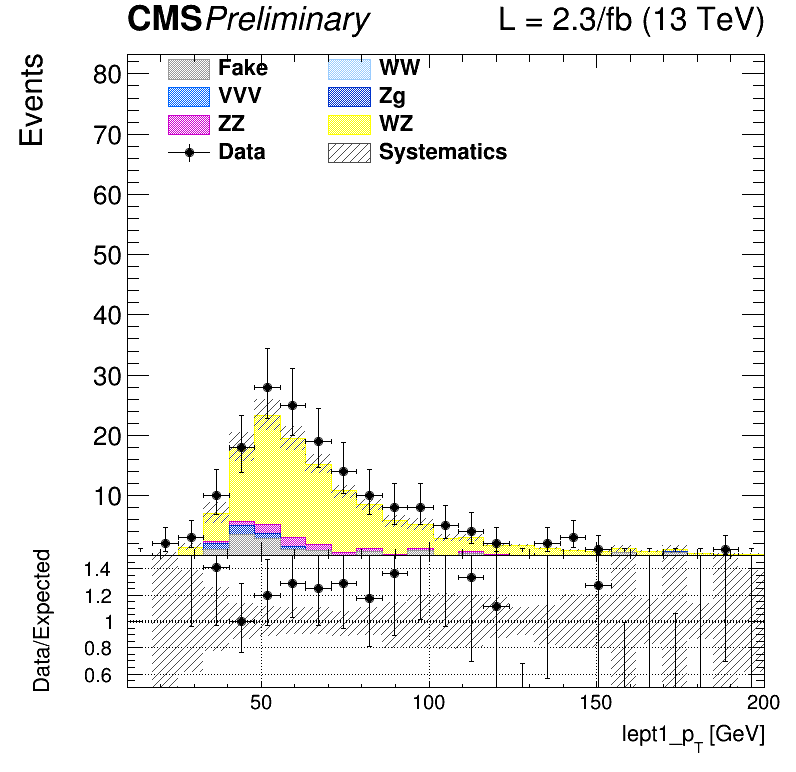 CMS Preliminary L = 2.3/fb (13 TeV)
Events
80
70
60
50
40
30
20
10
Fake WW
VVV Zg
ZZ WZ
Data Systematics
Data/Expected
1.4
1.2
1
0.8
0.6
50 100 150 200
lept1_p_T [GeV]